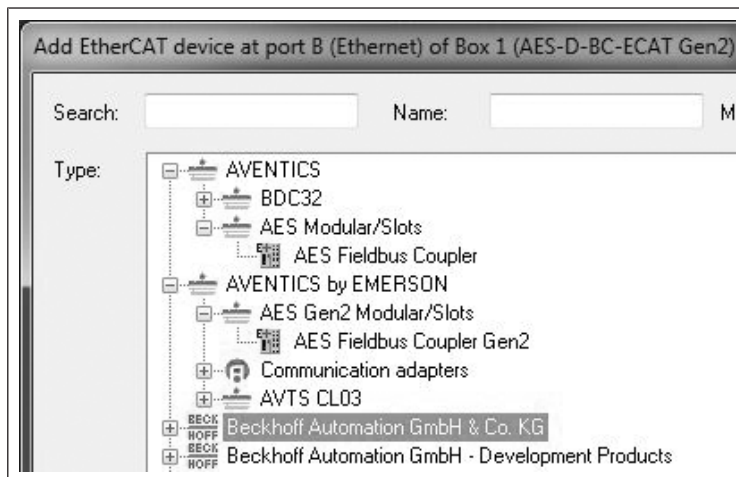 Add EtherCAT device at port B (Ethernet) of Box 1 (AES-D-BC-ECAT Gen2)
Search: Name: M
Type:
AVENTICS
BDC32
AES Modular/Slots
AES Fieldbus Coupler
AVENTICS by EMERSON
AES Gen2 Modular/Slots
AES Fieldbus Coupler Gen2
Communication adapters
AVTS CL03
BECK HOFF Beckhoff Automation GmbH & Co. KG
BECK HOFF Beckhoff Automation GmbH - Development Products